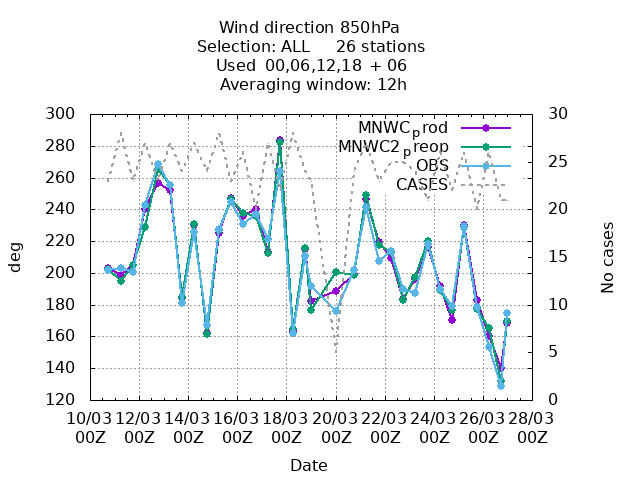 Wind direction 850hPa
Selection: ALL 26 stations
Used 00,06,12,18 + 06
Averaging window: 12h
300
280
260
240
220
200
180
160
140
120
deg
30
25
20
15
10
5
0
No cases
MNWC_prod
MNWC2_preop
OBS
CASES
10/03 12/03 14/03 16/03 18/03 20/03 22/03 24/03 26/03 28/03
00Z 00Z 00Z 00Z 00Z 00Z 00Z 00Z 00Z 00Z
Date